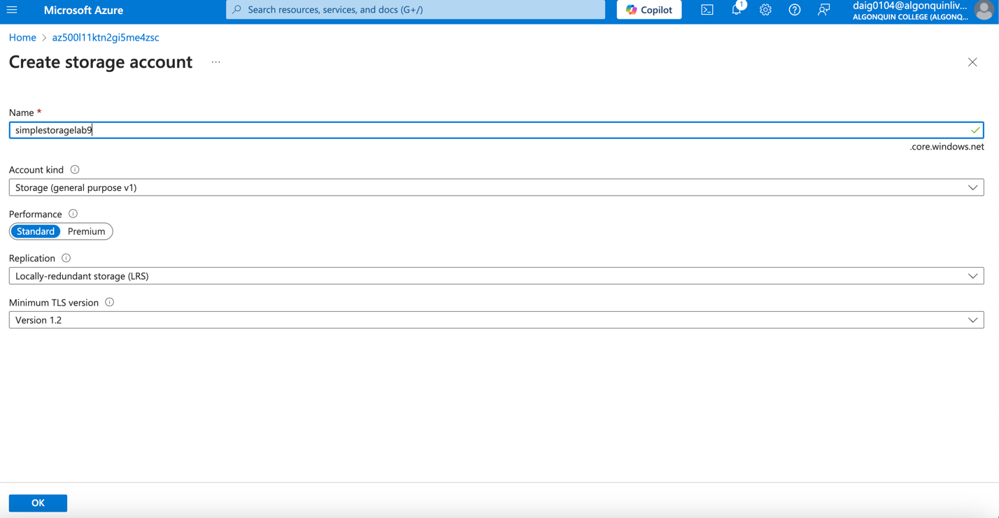 Microsoft Azure
Search resources, services, and docs (G+/)
Copilot
1
daig0104@algonquinliv...
ALGONQUIN COLLEGE (ALGONQ...
Home > az500l11ktn2gi5me4zsc
Create storage account ...
Name *
simplestoragelab9
.core.windows.net
Account kind
Storage (general purpose v1)
Performance
Standard Premium
Replication
Locally-redundant storage (LRS)
Minimum TLS version
Version 1.2
OK